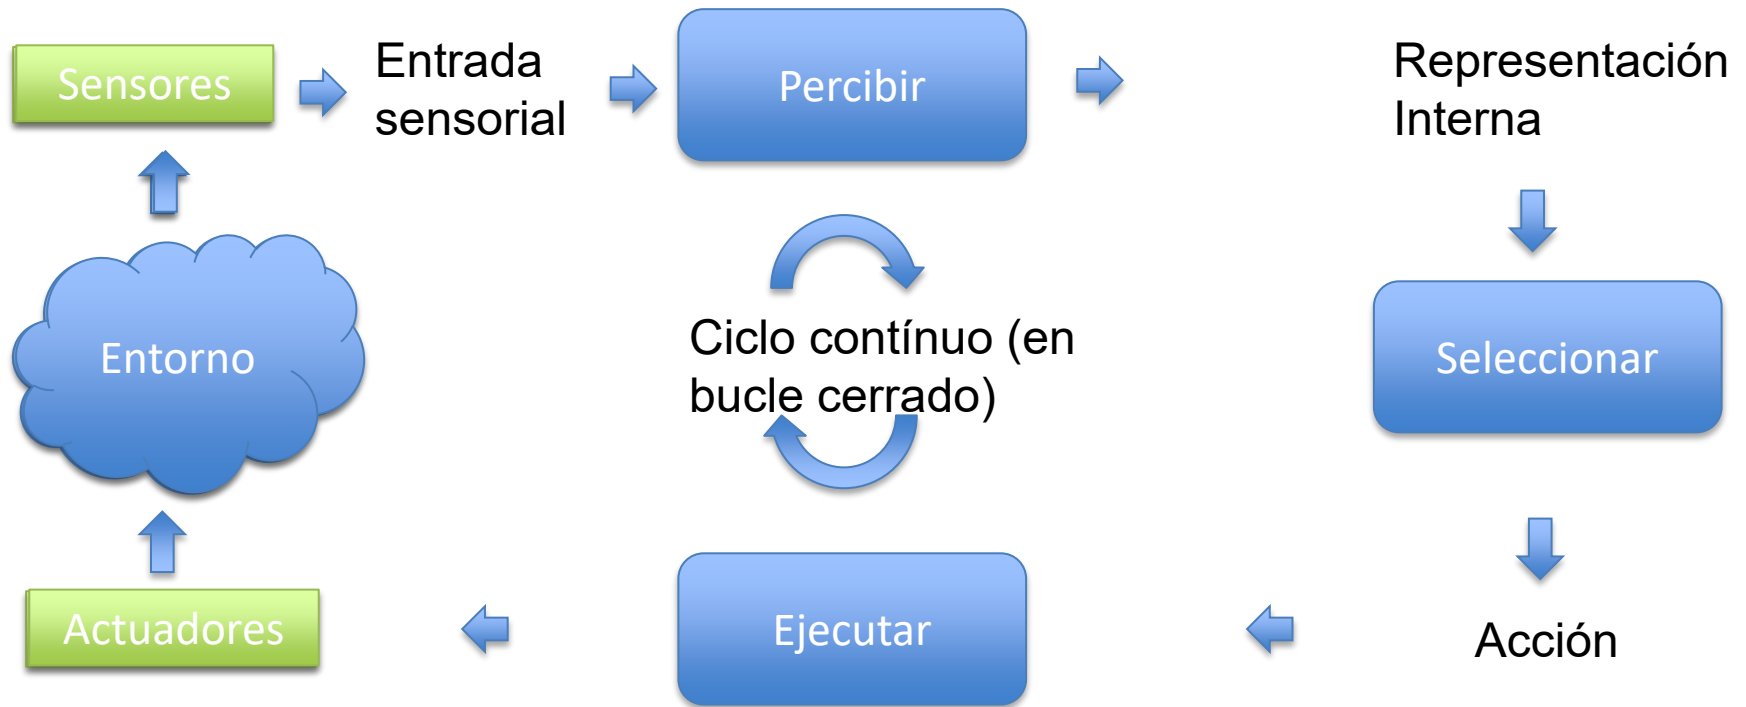 Sensores
Entrada
sensorial
Percibir
Representación
Interna
Entorno
Ciclo contínuo (en
bucle cerrado)
Seleccionar
Actuadores
Ejecutar
Acción